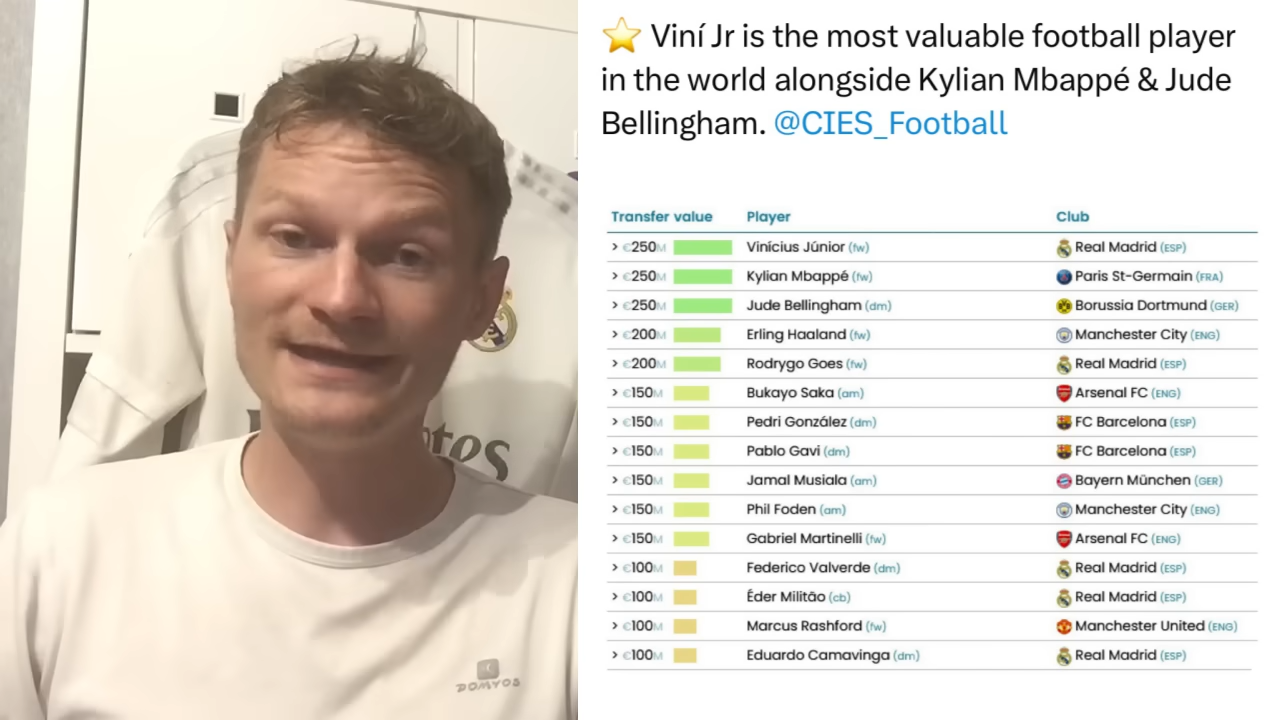 ⭐ Viní Jr is the most valuable football player
in the world alongside Kylian Mbappé & Jude
Bellingham. @CIES_Football
Transfer value Player Club
> €250M Vinícius Júnior (fw) Real Madrid (ESP)
> €250M Kylian Mbappé (fw) Paris St-Germain (FRA)
> €250M Jude Bellingham (dm) Borussia Dortmund (GER)
> €200M Erling Haaland (fw) Manchester City (ENG)
> €200M Rodrygo Goes (fw) Real Madrid (ESP)
> €150M Bukayo Saka (am) Arsenal FC (ENG)
> €150M Pedri González (dm) FC Barcelona (ESP)
> €150M Pablo Gavi (dm) FC Barcelona (ESP)
> €150M Jamal Musiala (am) Bayern München (GER)
> €150M Phil Foden (am) Manchester City (ENG)
> €150M Gabriel Martinelli (fw) Arsenal FC (ENG)
> €100M Federico Valverde (dm) Real Madrid (ESP)
> €100M Éder Militão (cb) Real Madrid (ESP)
> €100M Marcus Rashford (fw) Manchester United (ENG)
> €100M Eduardo Camavinga (dm) Real Madrid (ESP)
DOMYOS